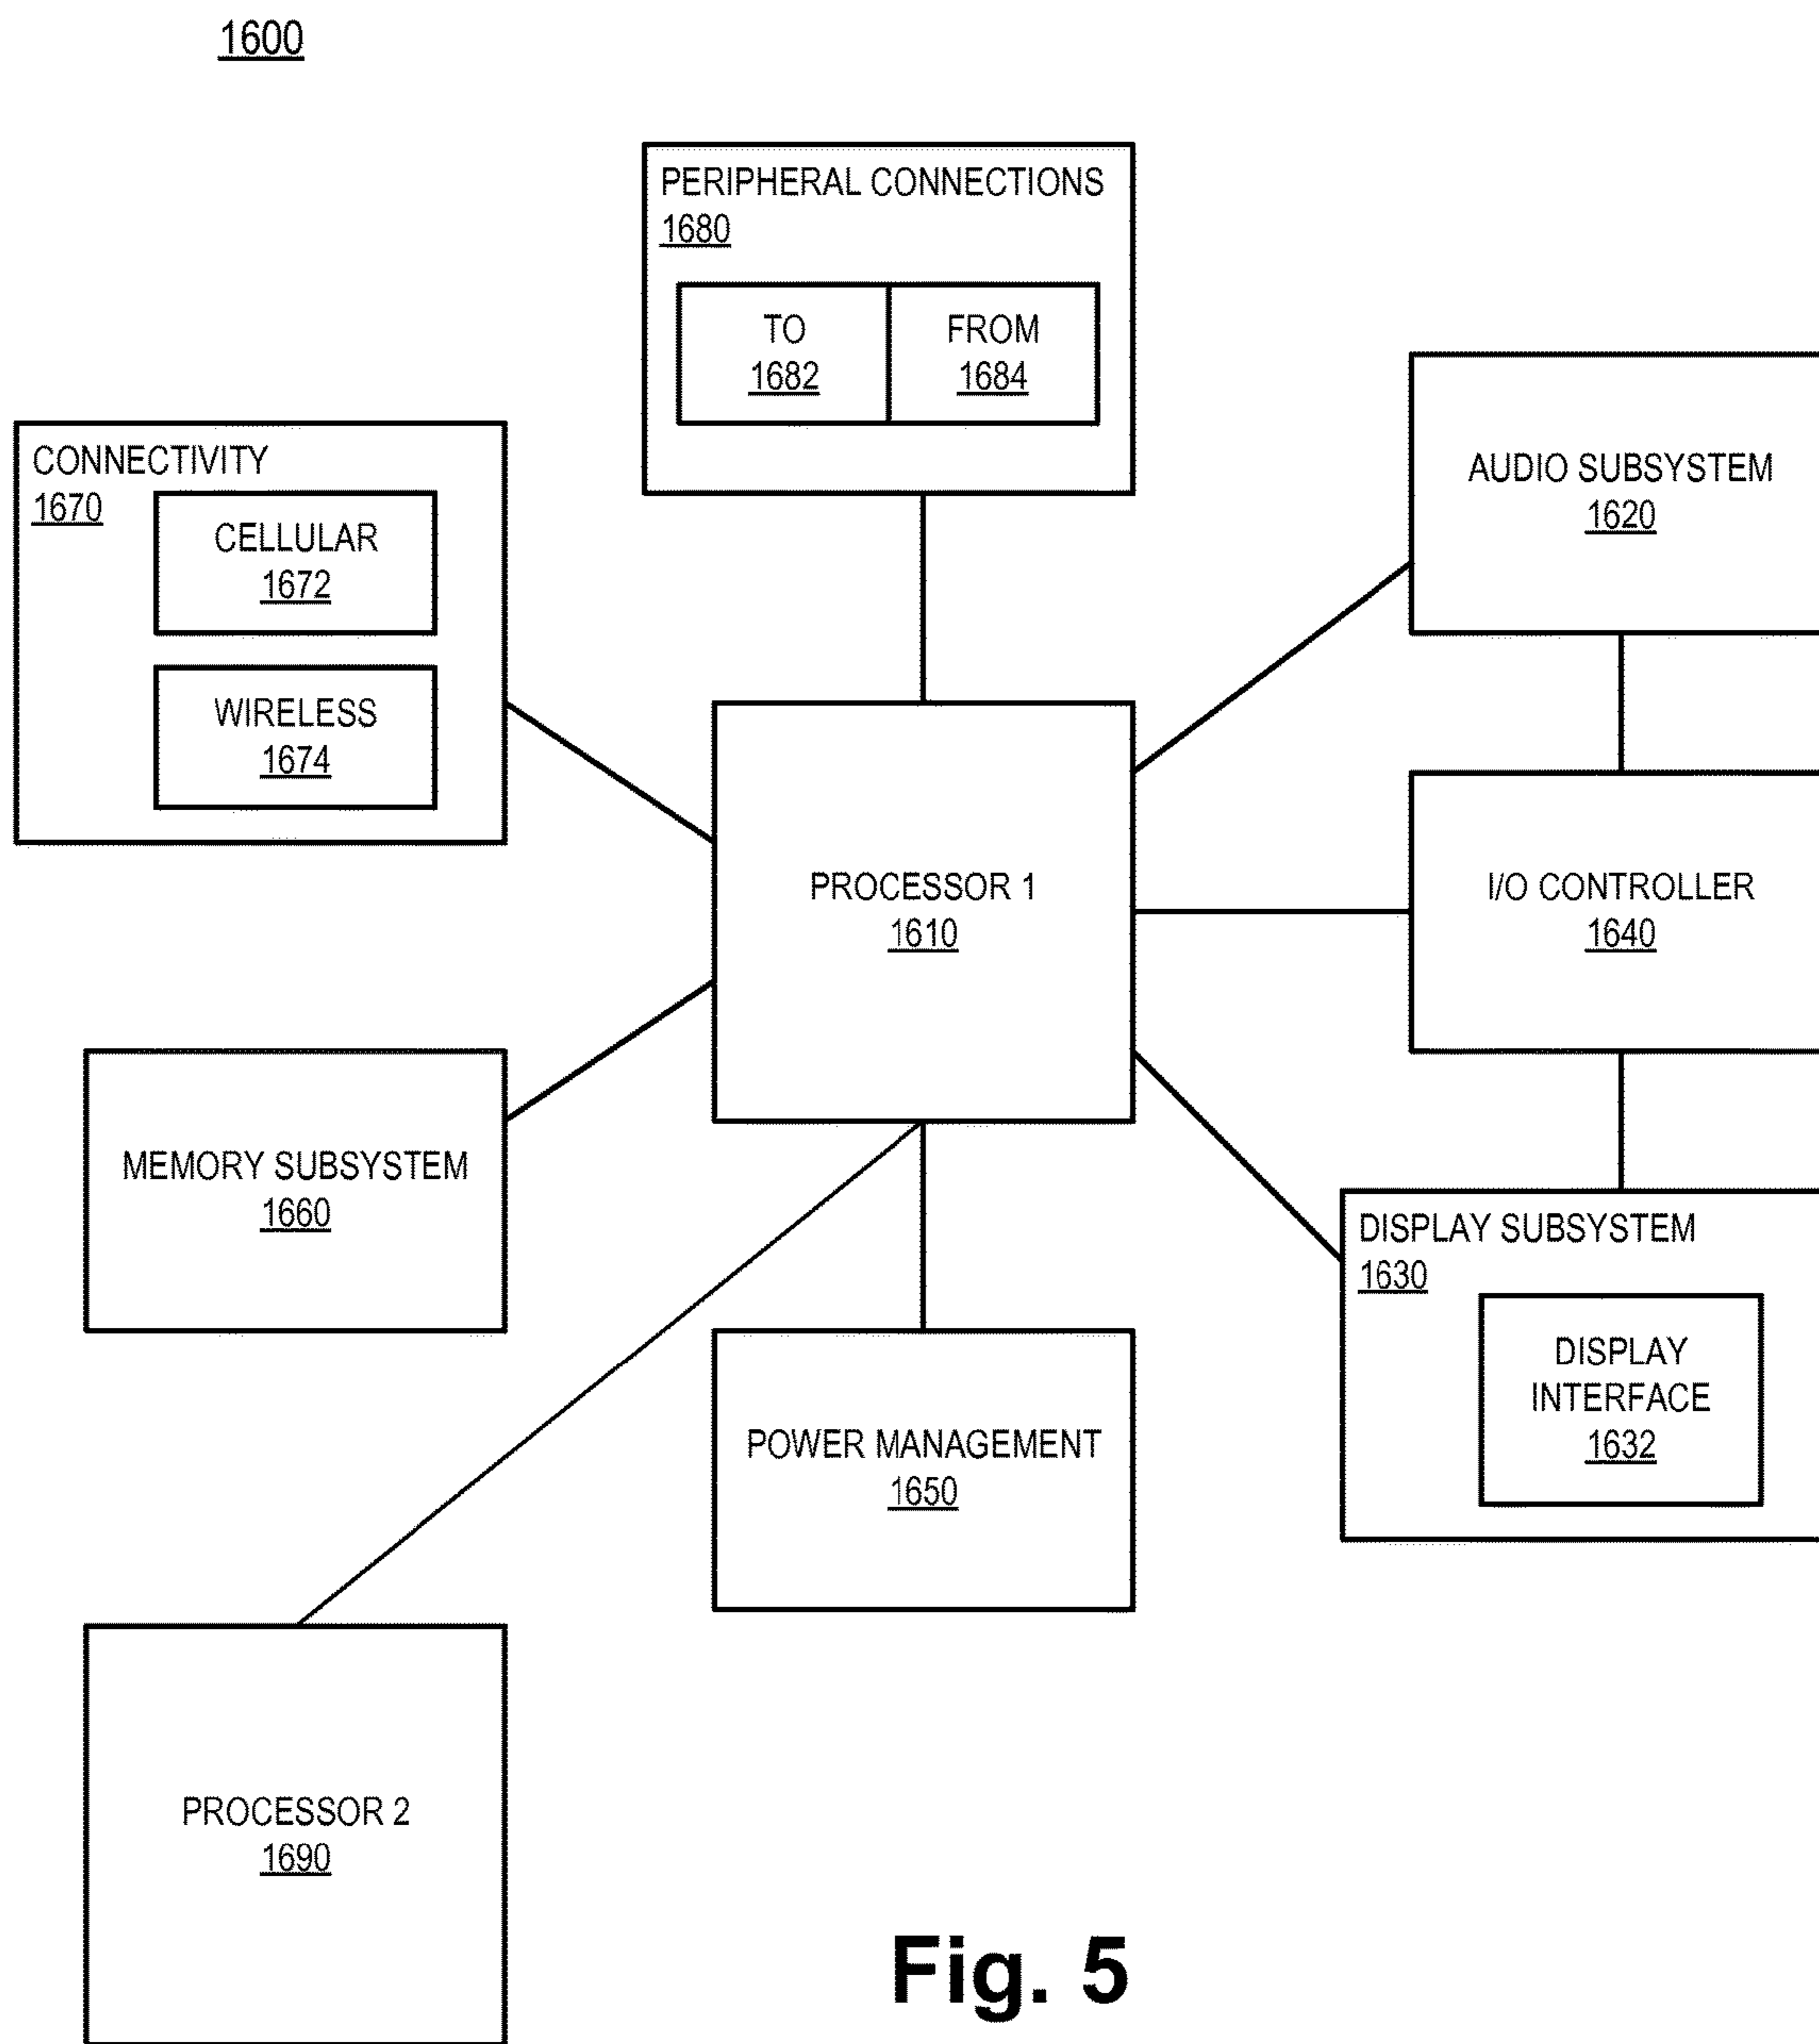 1600
PERIPHERAL CONNECTIONS
1680
TO
1682
FROM
1684
CONNECTIVITY
1670
CELLULAR
1672
WIRELESS
1674
AUDIO SUBSYSTEM
1620
PROCESSOR 1
1610
I/O CONTROLLER
1640
MEMORY SUBSYSTEM
1660
DISPLAY SUBSYSTEM
1630
DISPLAY
INTERFACE
1632
POWER MANAGEMENT
1650
PROCESSOR 2
1690
Fig. 5